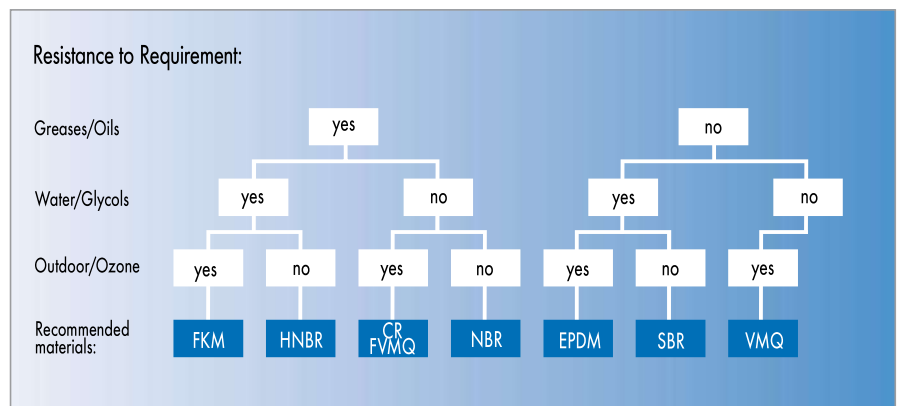 Resistance to Requirement:
Greases/Oils yes no
Water/Glycols yes no yes no
Outdoor/Ozone yes no yes no yes no yes
Recommended
materials:
FKM HNBR CR
FVMQ NBR EPDM SBR VMQ